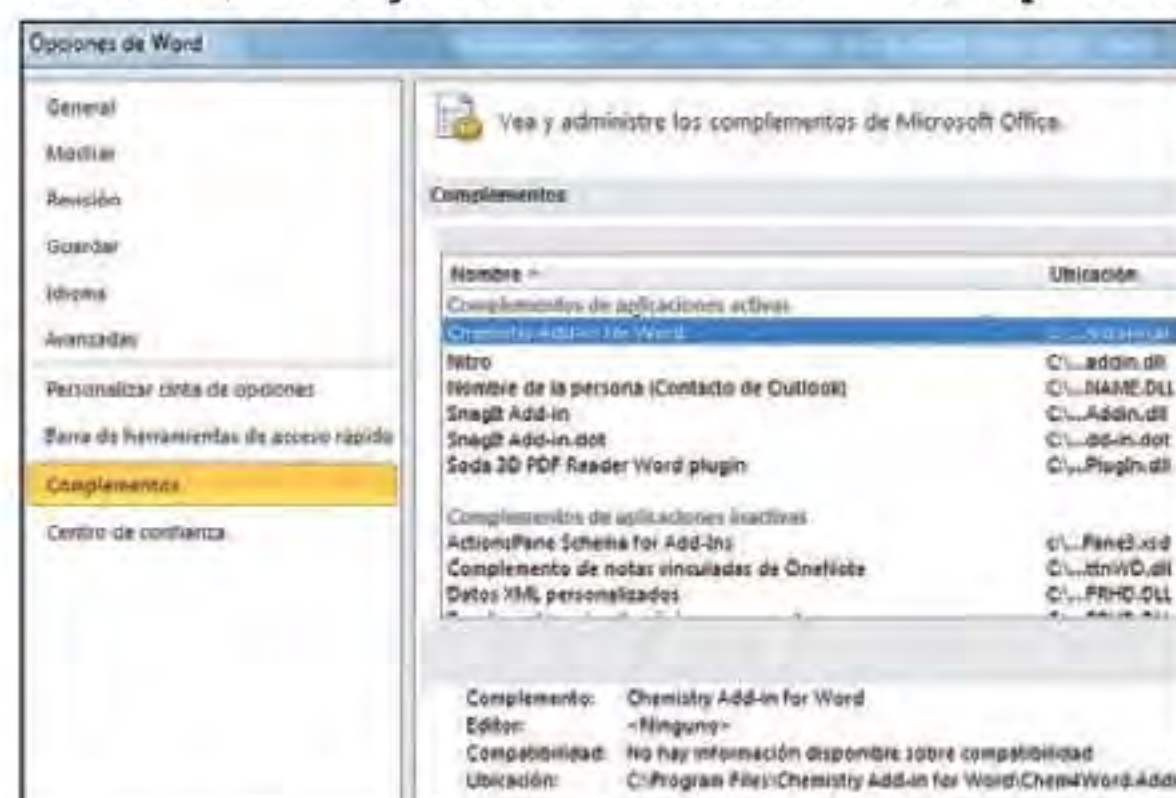 Opciones de Word
General
Mostrar
Revisión
Guardar
Idioma
Avanzadas
Personalizar cinta de opciones
Barra de herramientas de acceso rápido
Complementos
Centro de confianza
Vea y administre los complementos de Microsoft Office.
Complementos
Nombre Ubicación
Complementos de aplicaciones activas
Chemistry Add-in for Word
Nitro C:\...addin.dll
Nombre de la persona (Contacto de Outlook) C:\...NAME.DLL
SnagIt Add-in C:\...Addin.dll
SnagIt Add-in.dot C:\...dd-in.dot
Soda 3D PDF Reader Word plugin C:\...Plugin.dll
Complementos de aplicaciones inactivas
ActionsPane Schema for Add-Ins c:\...Pane3.xsd
Complemento de notas vinculadas de OneNote C:\...ttnWD.dll
Datos XML personalizados C:\...FRHD.DLL
Complemento: Chemistry Add-in for Word
Editor: <Ninguno>
Compatibilidad: No hay información disponible sobre compatibilidad
Ubicación: C:\Program Files\Chemistry Add-in for Word\Chem4Word.Addi